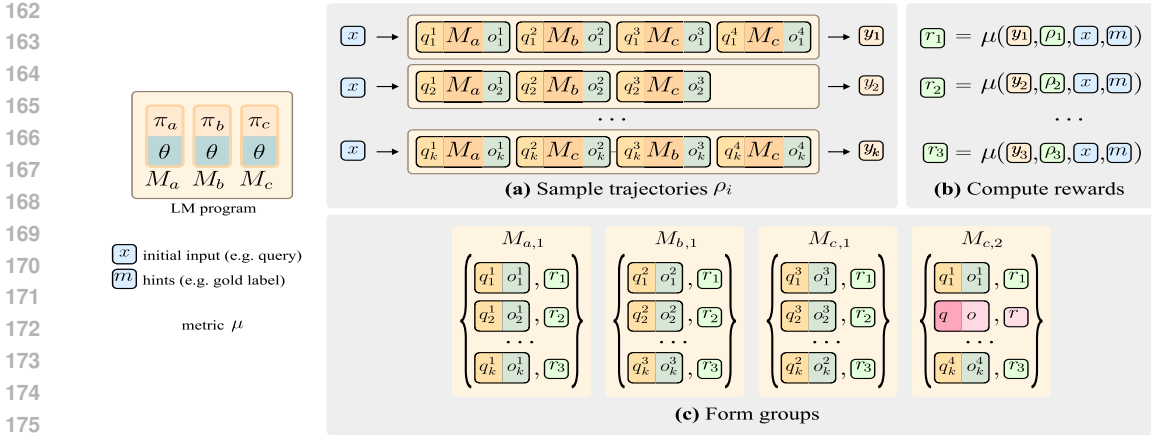 162
163
164
165
166
167
168
169
170
171
172
173
174
175
π_a π_b π_c
θ θ θ
M_a M_b M_c
LM program
x initial input (e.g. query)
m hints (e.g. gold label)
metric μ
x q_1^1 M_a o_1^1 q_1^2 M_b o_1^2 q_1^3 M_c o_1^3 q_1^4 M_c o_1^4 y_1
x q_2^1 M_a o_2^1 q_2^2 M_b o_2^2 q_2^3 M_c o_2^3 y_2
...
x q_k^1 M_a o_k^1 q_k^2 M_c o_k^2 q_k^3 M_b o_k^3 q_k^4 M_c o_k^4 y_k
(a) Sample trajectories ρ_i
r_1 = μ(y_1,ρ_1,x,m)
r_2 = μ(y_2,ρ_2,x,m)
...
r_3 = μ(y_3,ρ_3,x,m)
(b) Compute rewards
M_{a,1} M_{b,1} M_{c,1} M_{c,2}
q_1^1 o_1^1, r_1 q_1^2 o_1^2, r_1 q_1^3 o_1^3, r_1 q_1^1 o_1^1, r_1
q_2^1 o_2^1, r_2 q_2^2 o_2^2, r_2 q_2^3 o_2^3, r_2 q o, r
... ... ... ...
q_k^1 o_k^1, r_3 q_k^3 o_k^3, r_3 q_k^2 o_k^2, r_3 q_k^4 o_k^4, r_3
(c) Form groups